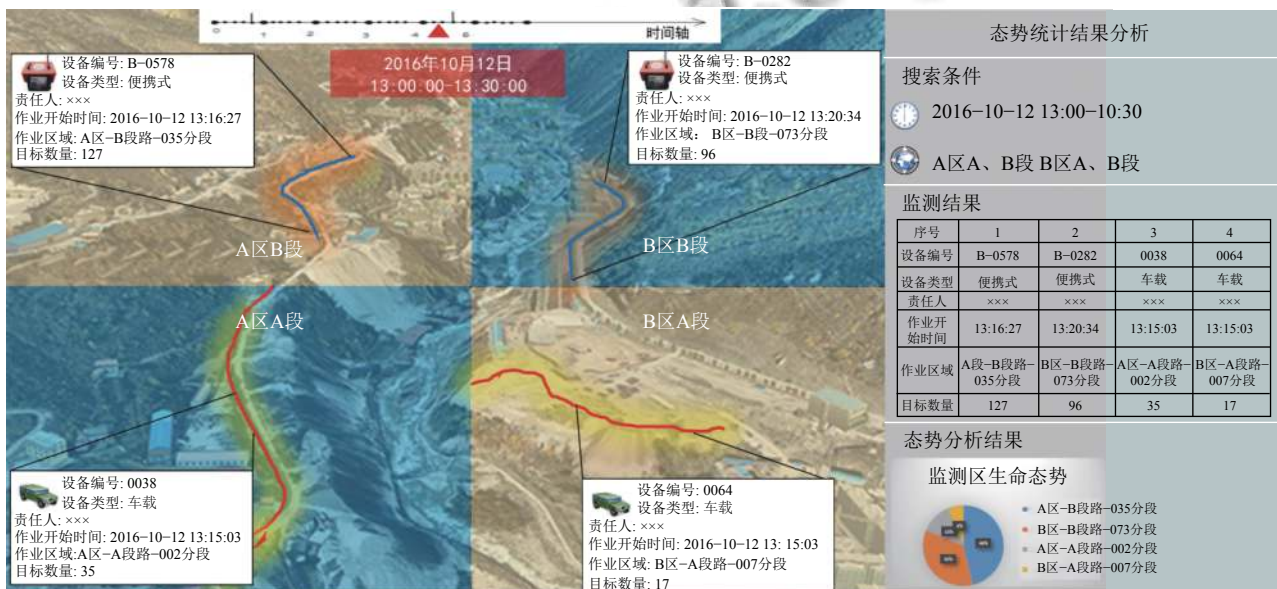 0 1 2 3 4 5
时间轴
2016年10月12日
13:00:00-13:30:00
设备编号: B-0578
设备类型: 便携式
责任人: ×××
作业开始时间: 2016-10-12 13:16:27
作业区域: A区-B段路-035分段
目标数量: 127
设备编号: B-0282
设备类型: 便携式
责任人: ×××
作业开始时间: 2016-10-12 13:20:34
作业区域: B区-B段-073分段
目标数量: 96
A区B段
B区B段
A区A段
B区A段
设备编号: 0038
设备类型: 车载
责任人: ×××
作业开始时间: 2016-10-12 13:15:03
作业区域:A区-A段路-002分段
目标数量: 35
设备编号: 0064
设备类型: 车载
责任人: ×××
作业开始时间: 2016-10-12 13: 15:03
作业区域: B区-A段路-007分段
目标数量: 17
态势统计结果分析
搜索条件
2016-10-12 13:00-10:30
A区A、B段 B区A、B段
监测结果
序号 1 2 3 4
设备编号 B-0578 B-0282 0038 0064
设备类型 便携式 便携式 车载 车载
责任人 ××× ××× ××× ×××
作业开始时间 13:16:27 13:20:34 13:15:03 13:15:03
作业区域 A段-B段路-035分段 B区-B段路-073分段 A区-A段路-002分段 B区-A段路-007分段
目标数量 127 96 35 17
态势分析结果
监测区生命态势
A区-B段路-035分段
B区-B段路-073分段
A区-A段路-002分段
B区-A段路-007分段